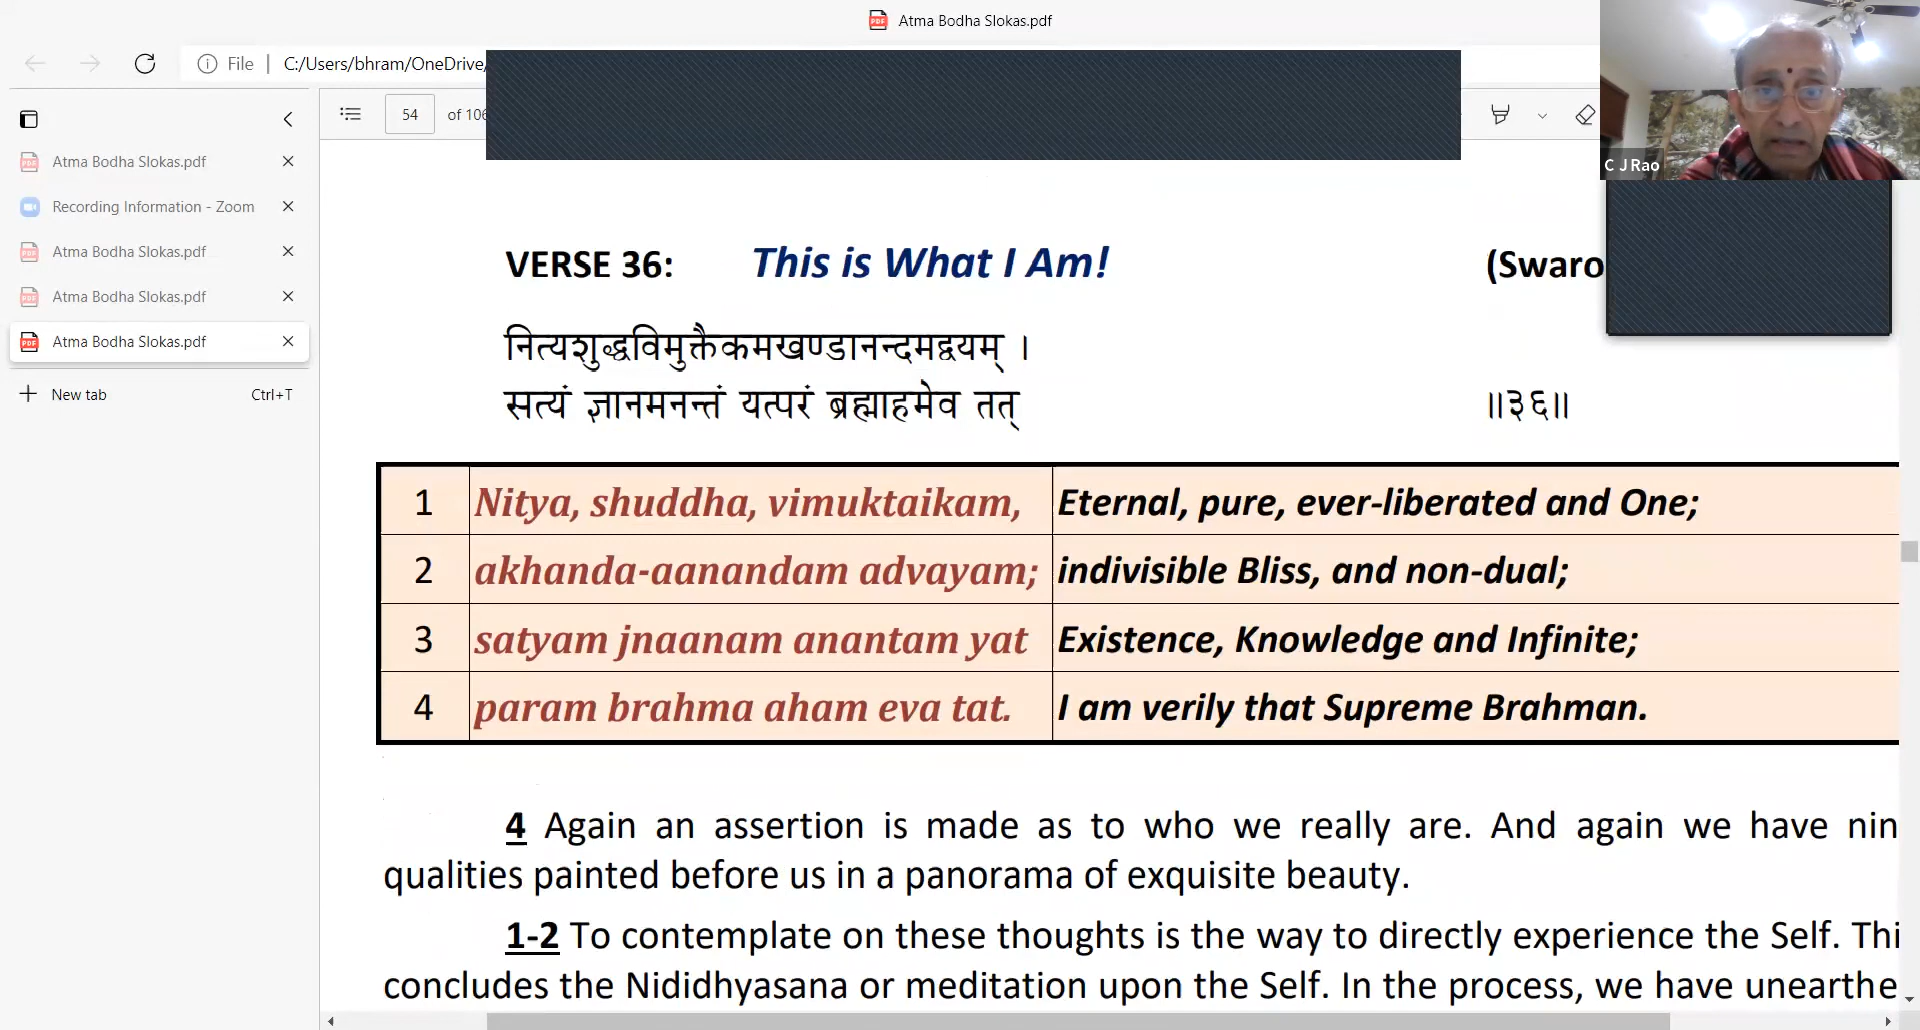 Atma Bodha Slokas.pdf
File | C:/Users/bhram/OneDrive/
54 of 106
Atma Bodha Slokas.pdf
Recording Information - Zoom
Atma Bodha Slokas.pdf
Atma Bodha Slokas.pdf
Atma Bodha Slokas.pdf
New tab Ctrl+T
C J Rao
VERSE 36: This is What I Am! (Swaro
नित्यशुद्धविमुक्तैकमखण्डानन्दमद्वयम् ।
सत्यं ज्ञानमनन्तं यत्परं ब्रह्माहमेव तत् ॥३६॥
1 Nitya, shuddha, vimuktaikam, Eternal, pure, ever-liberated and One;
2 akhanda-aanandam advayam; indivisible Bliss, and non-dual;
3 satyam jnaanam anantam yat Existence, Knowledge and Infinite;
4 param brahma aham eva tat. I am verily that Supreme Brahman.
4 Again an assertion is made as to who we really are. And again we have nin
qualities painted before us in a panorama of exquisite beauty.
1-2 To contemplate on these thoughts is the way to directly experience the Self. Thi
concludes the Nididhyasana or meditation upon the Self. In the process, we have unearthe